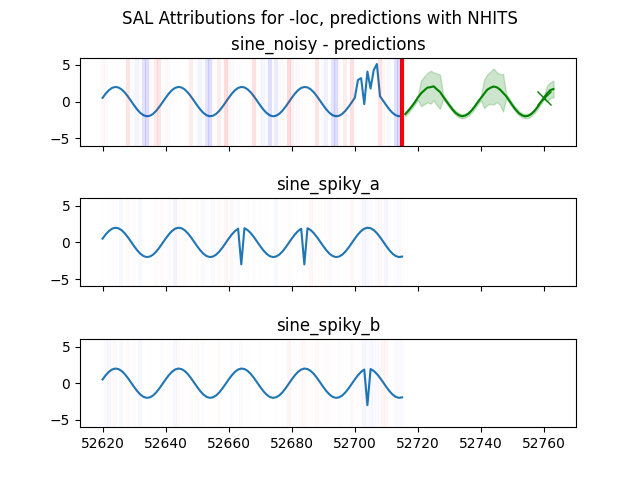 SAL Attributions for -loc, predictions with NHITS
sine_noisy - predictions
5
0
−5
sine_spiky_a
5
0
−5
sine_spiky_b
5
0
−5
52620 52640 52660 52680 52700 52720 52740 52760